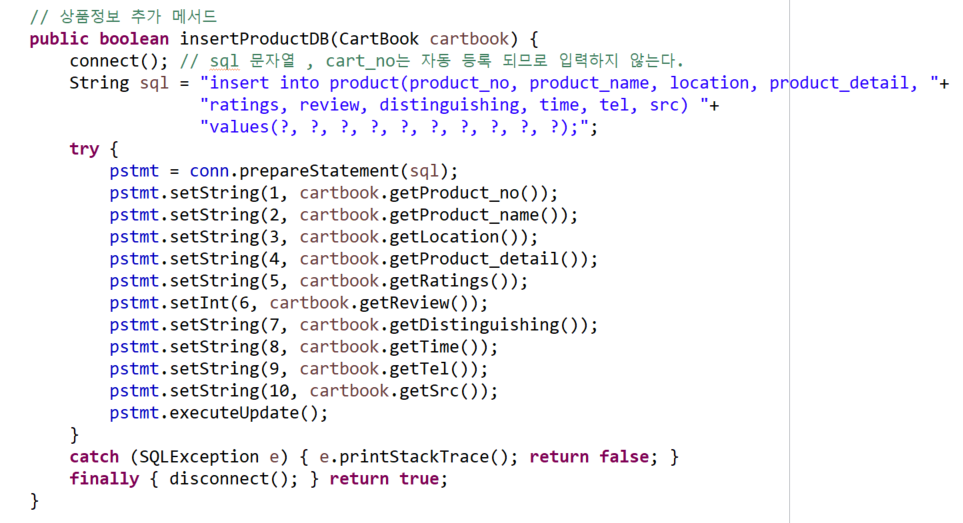 // 상품정보 추가 메서드
public boolean insertProductDB(CartBook cartbook) {
connect(); // sql 문자열 , cart_no는 자동 등록 되므로 입력하지 않는다.
String sql = "insert into product(product_no, product_name, location, product_detail, "+
"ratings, review, distinguishing, time, tel, src) "+
"values(?, ?, ?, ?, ?, ?, ?, ?, ?, ?);";
try {
pstmt = conn.prepareStatement(sql);
pstmt.setString(1, cartbook.getProduct_no());
pstmt.setString(2, cartbook.getProduct_name());
pstmt.setString(3, cartbook.getLocation());
pstmt.setString(4, cartbook.getProduct_detail());
pstmt.setString(5, cartbook.getRatings());
pstmt.setInt(6, cartbook.getReview());
pstmt.setString(7, cartbook.getDistinguishing());
pstmt.setString(8, cartbook.getTime());
pstmt.setString(9, cartbook.getTel());
pstmt.setString(10, cartbook.getSrc());
pstmt.executeUpdate();
}
catch (SQLException e) { e.printStackTrace(); return false; }
finally { disconnect(); } return true;
}